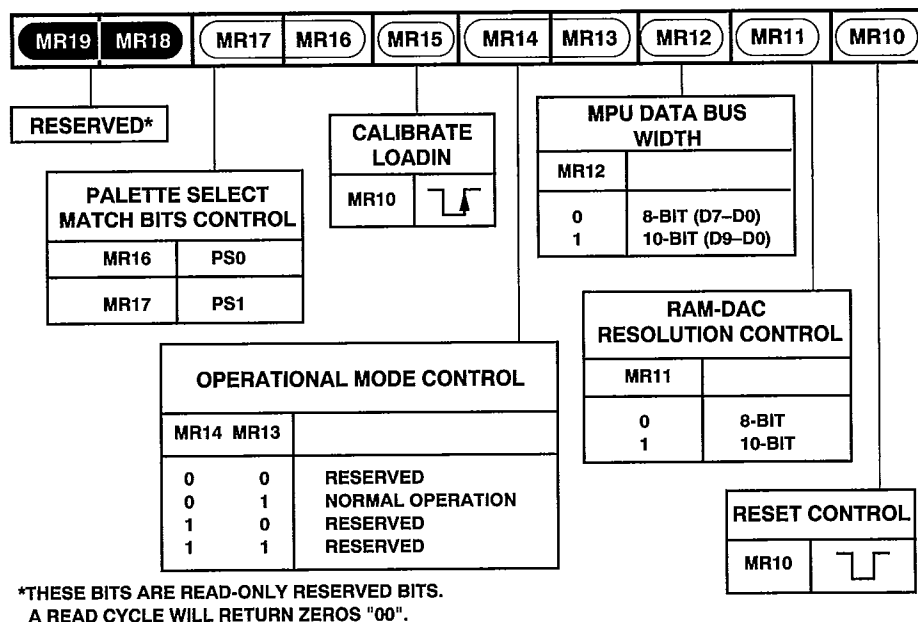 MR19 MR18 MR17 MR16 MR15 MR14 MR13 MR12 MR11 MR10
RESERVED*
PALETTE SELECT
MATCH BITS CONTROL
MR16 PS0
MR17 PS1
CALIBRATE
LOADIN
MR10
MPU DATA BUS
WIDTH
MR12
0 8-BIT (D7–D0)
1 10-BIT (D9–D0)
RAM-DAC
RESOLUTION CONTROL
MR11
0 8-BIT
1 10-BIT
OPERATIONAL MODE CONTROL
MR14 MR13
0 0 RESERVED
0 1 NORMAL OPERATION
1 0 RESERVED
1 1 RESERVED
RESET CONTROL
MR10
*THESE BITS ARE READ-ONLY RESERVED BITS.
A READ CYCLE WILL RETURN ZEROS "00".